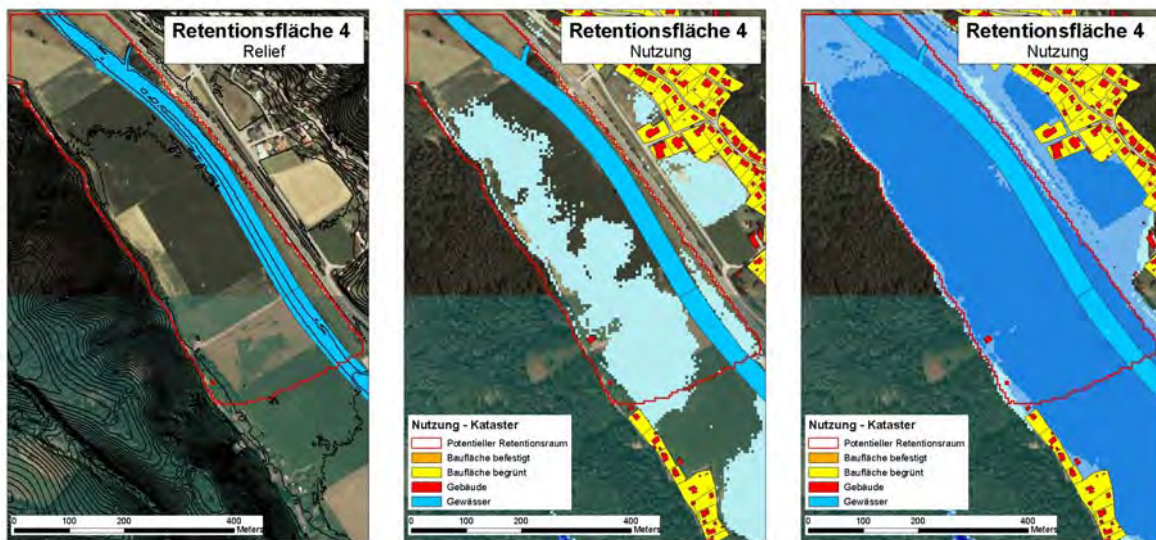 Retentionsfläche 4
Relief
0 100 200 400
Meters
Retentionsfläche 4
Nutzung
Nutzung - Kataster
Potentieller Retentionsraum
Baufläche befestigt
Baufläche begrünt
Gebäude
Gewässer
0 100 200 400
Meters
Retentionsfläche 4
Nutzung
Nutzung - Kataster
Potentieller Retentionsraum
Baufläche befestigt
Baufläche begrünt
Gebäude
Gewässer
0 100 200 400
Meters